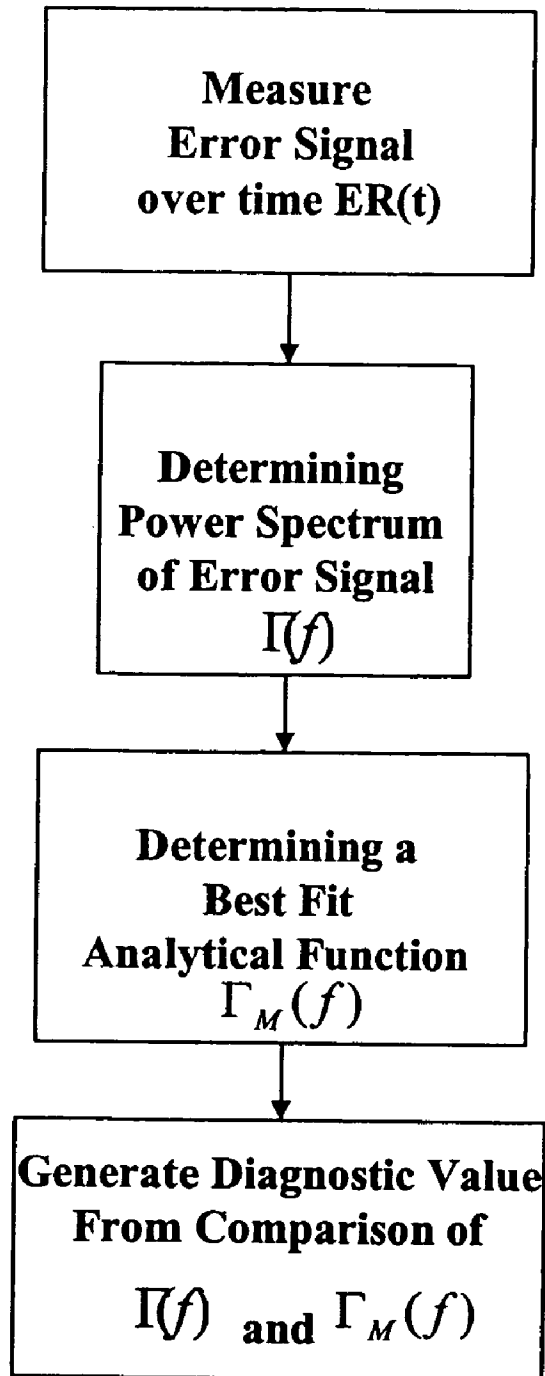 Measure
Error Signal
over time ER(t)
Determining
Power Spectrum
of Error Signal
Γ(f)
Determining a
Best Fit
Analytical Function
Γ_M(f)
Generate Diagnostic Value
From Comparison of
Γ(f) and Γ_M(f)